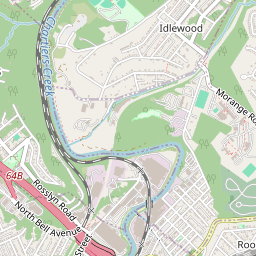 Idlewood
Chartiers Creek
Morange Ro
64B
Rosslyn Road
North Bell Avenue
Street
Roo